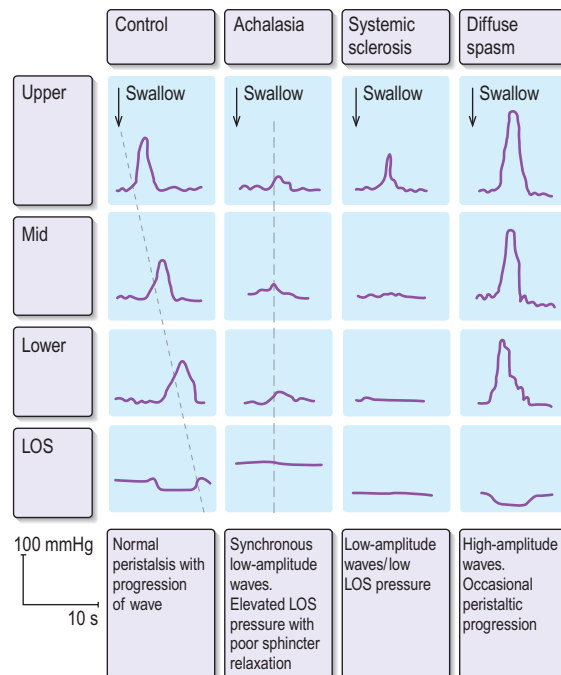 Control
Achalasia
Systemic
sclerosis
Diffuse
spasm
Upper
Swallow
Swallow
Swallow
Swallow
Mid
Lower
LOS
100 mmHg
10 s
Normal
peristalsis with
progression
of wave
Synchronous
low-amplitude
waves.
Elevated LOS
pressure with
poor sphincter
relaxation
Low-amplitude
waves/low
LOS pressure
High-amplitude
waves.
Occasional
peristaltic
progression